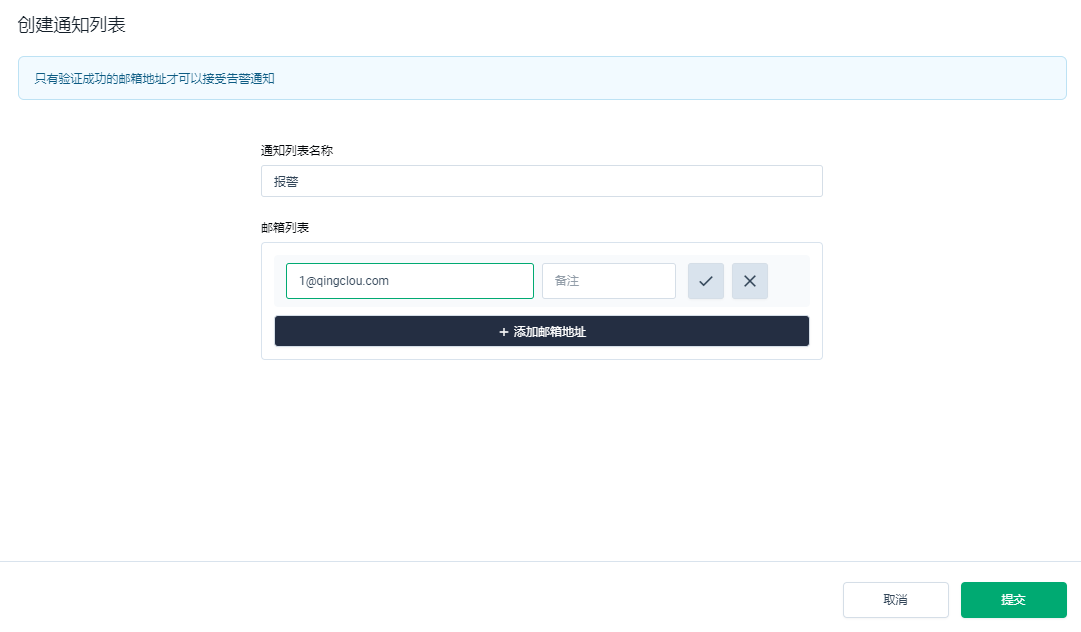 创建通知列表
只有验证成功的邮箱地址才可以接受告警通知
通知列表名称
报警
邮箱列表
1@qingclou.com
备注
+ 添加邮箱地址
取消
提交